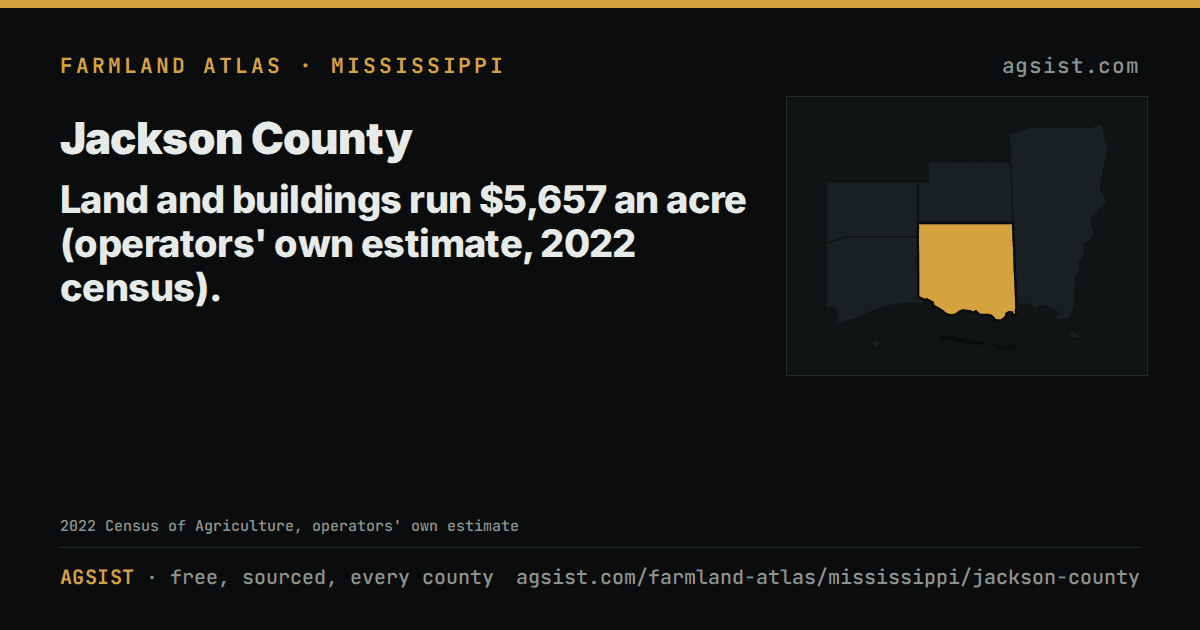 FARMLAND ATLAS · MISSISSIPPI
agsist.com
Jackson County
Land and buildings run $5,657 an acre
(operators' own estimate, 2022
census).
2022 Census of Agriculture, operators' own estimate
AGSIST · free, sourced, every county
agsist.com/farmland-atlas/mississippi/jackson-county